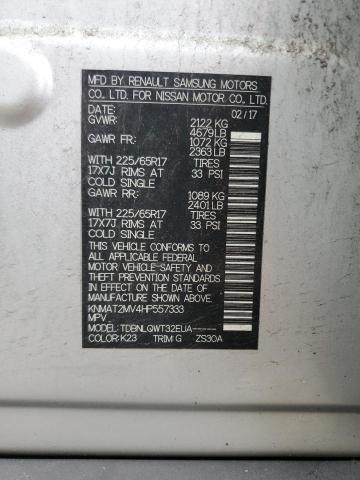 MFD BY RENAULT SAMSUNG MOTORS
CO. LTD. FOR NISSAN MOTOR CO. LTD.
DATE: 02/17
GVWR: 2122 KG
4679LB
GAWR FR: 1072 KG
2363LB
WITH 225/65R17 TIRES
17X7J RIMS AT 33 PSI
COLD SINGLE
GAWR RR: 1089 KG
2401LB
WITH 225/65R17 TIRES
17X7J RIMS AT 33 PSI
COLD SINGLE
THIS VEHICLE CONFORMS TO
ALL APPLICABLE FEDERAL
MOTOR VEHICLE-SAFETY AND
THEFT PREVENTION STANDARDS
IN EFFECT ON THE DATE OF
MANUFACTURE SHOWN ABOVE
KNMAT2MV4HP557333
MPV
MODEL:TDBNLQWT32EUA-----
COLOR:K23 TRIM:G ZS30A